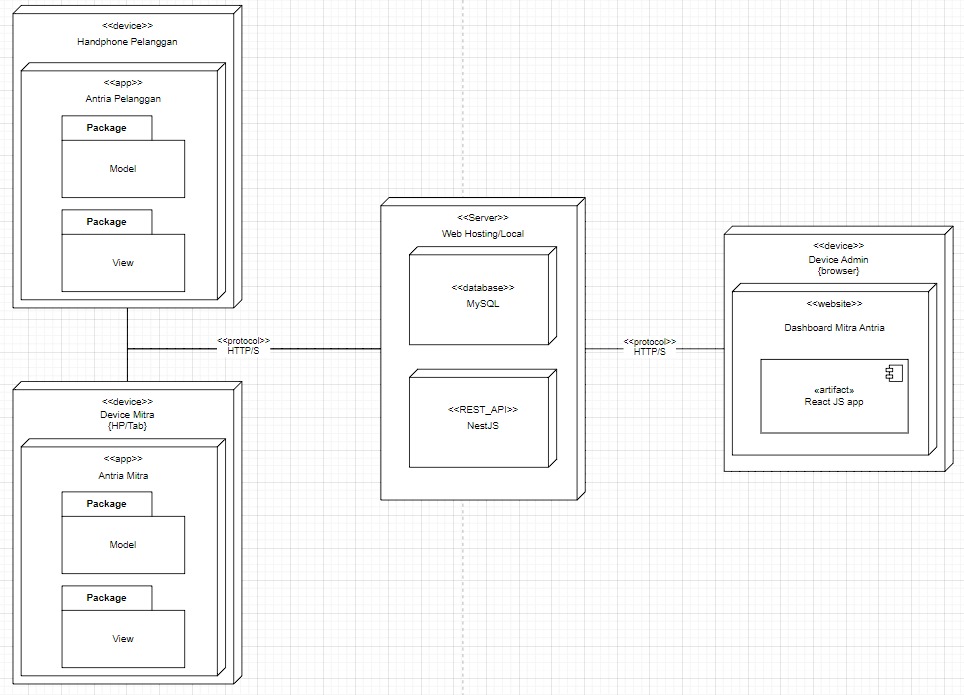 <<device>>
Handphone Pelanggan
<<app>>
Antria Pelanggan
Package
Model
Package
View
<<protocol>>
HTTP/S
<<device>>
Device Mitra
{HP/Tab}
<<app>>
Antria Mitra
Package
Model
Package
View
<<Server>>
Web Hosting/Local
<<database>>
MySQL
<<REST_API>>
NestJS
<<protocol>>
HTTP/S
<<device>>
Device Admin
{browser}
<<website>>
Dashboard Mitra Antria
«artifact»
React JS app